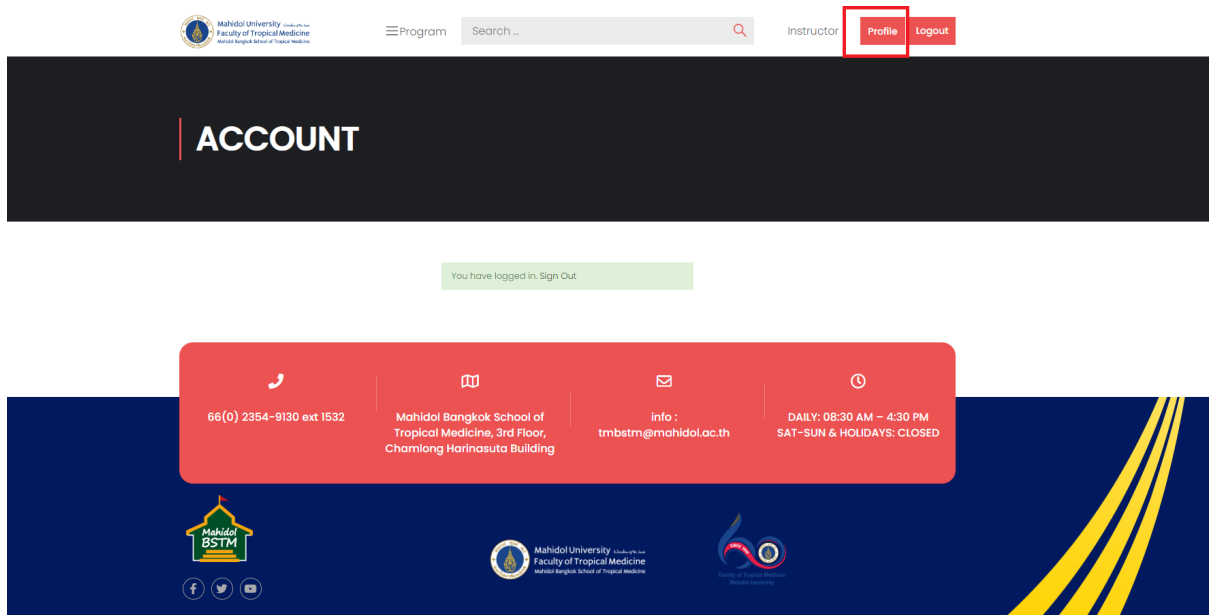 Mahidol University
Faculty of Tropical Medicine
Mahidol Bangkok School of Tropical Medicine
Program
Search ...
Instructor
Profile
Logout
ACCOUNT
You have logged in. Sign Out
66(0) 2354-9130 ext 1532
Mahidol Bangkok School of
Tropical Medicine, 3rd Floor,
Chamlong Harinasuta Building
info :
tmbstm@mahidol.ac.th
DAILY: 08:30 AM – 4:30 PM
SAT-SUN & HOLIDAYS: CLOSED
Mahidol
BSTM
Mahidol University
Faculty of Tropical Medicine
Mahidol Bangkok School of Tropical Medicine
SINCE 1960
Faculty of Tropical Medicine
Mahidol University